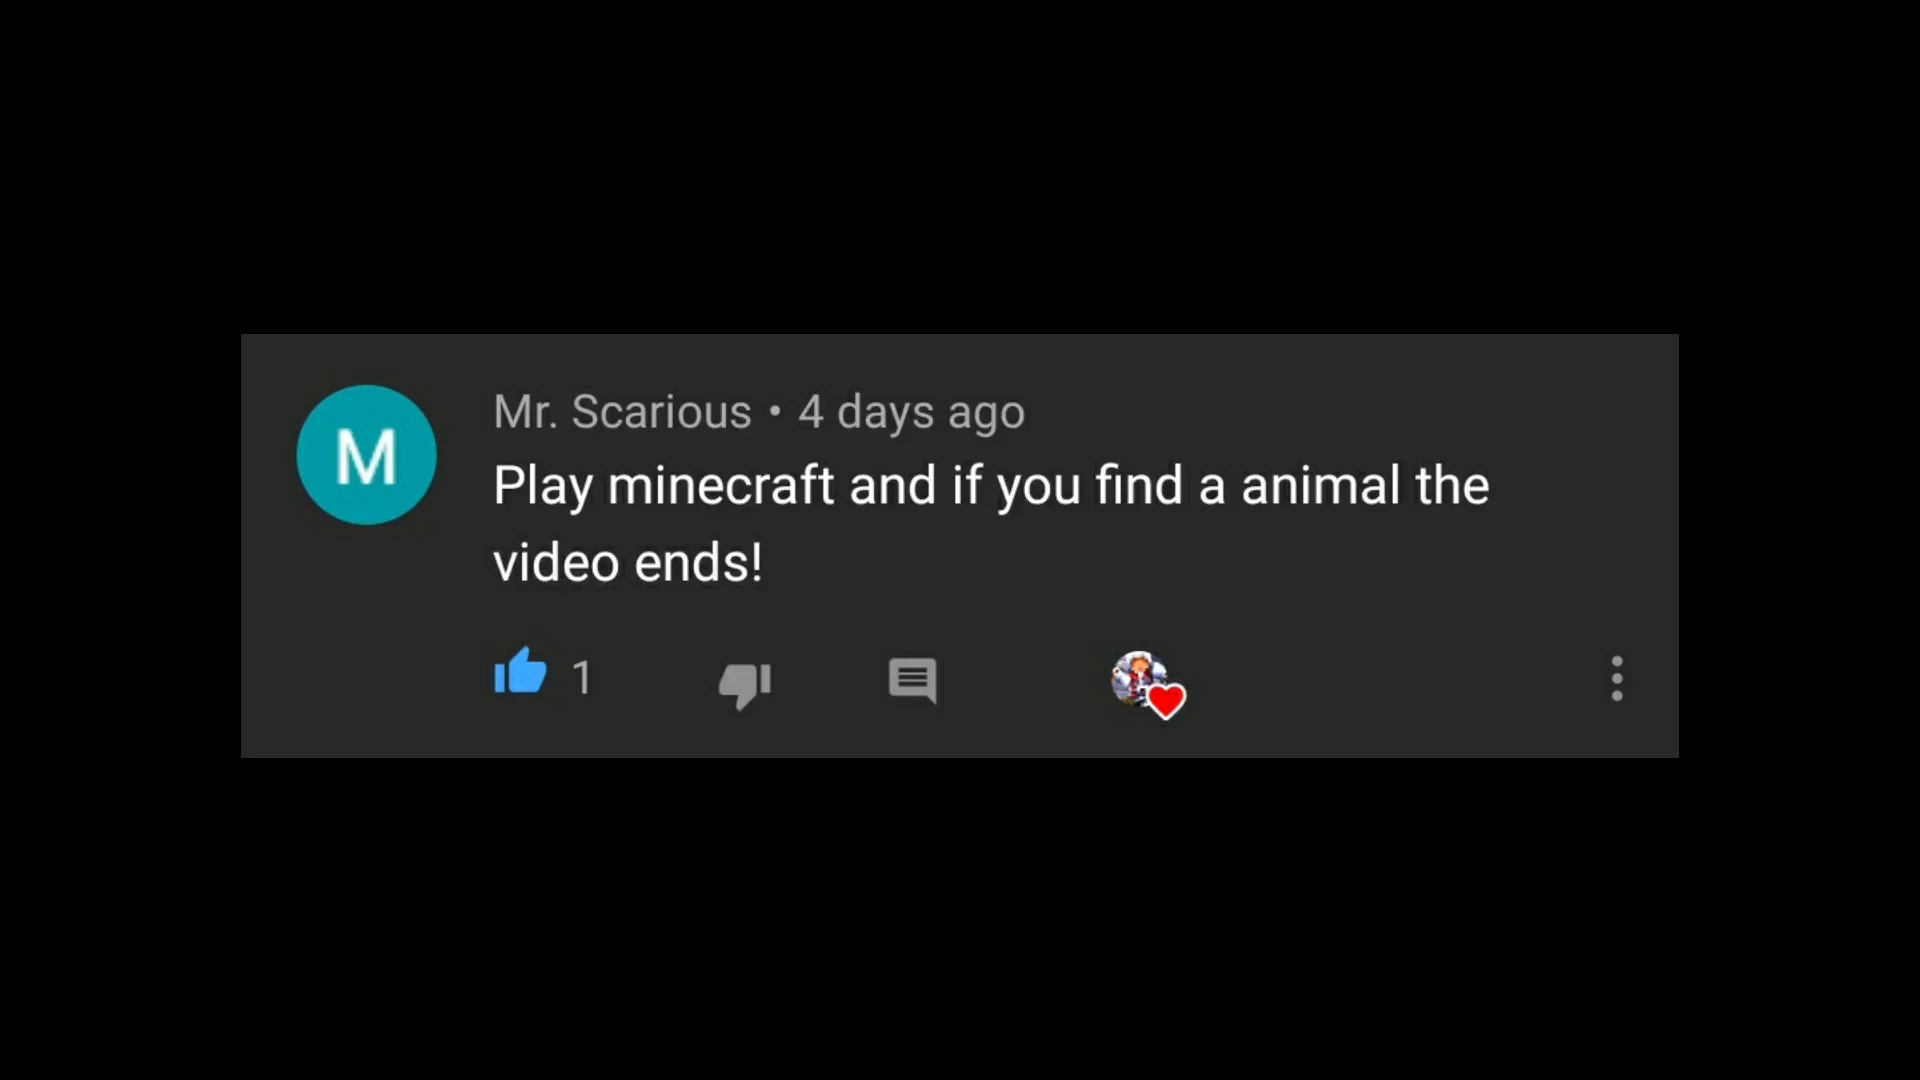 M
Mr. Scarious • 4 days ago
Play minecraft and if you find a animal the
video ends!
1